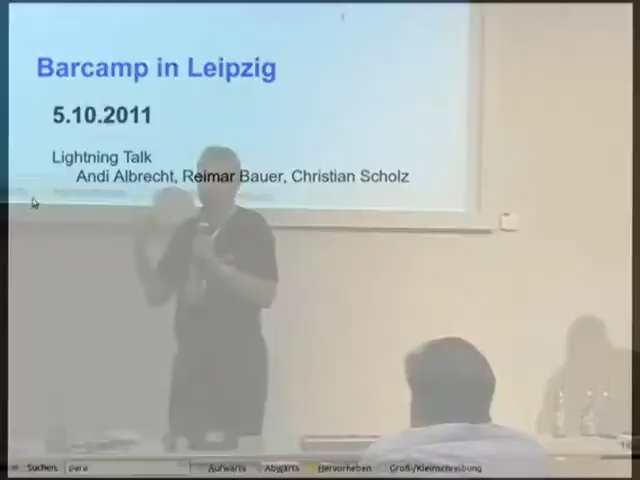 Barcamp in Leipzig
5.10.2011
Lightning Talk
Andi Albrecht, Reimar Bauer, Christian Scholz
Suchen: para Aufwärts Abwärts Hervorheben Groß-/Kleinschreibung